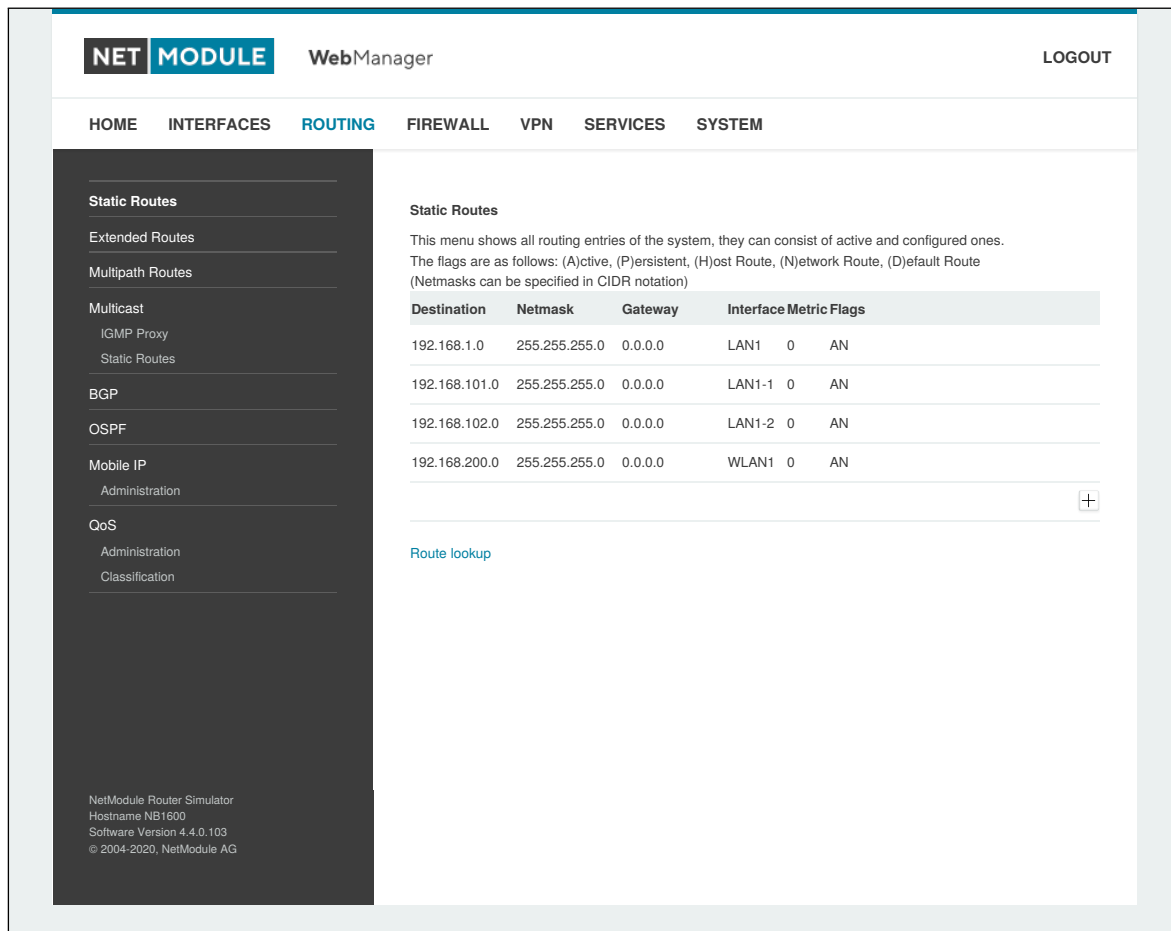 NET MODULE WebManager LOGOUT
HOME INTERFACES ROUTING FIREWALL VPN SERVICES SYSTEM
Static Routes
Extended Routes
Multipath Routes
Multicast
IGMP Proxy
Static Routes
BGP
OSPF
Mobile IP
Administration
QoS
Administration
Classification
NetModule Router Simulator
Hostname NB1600
Software Version 4.4.0.103
© 2004-2020, NetModule AG
Static Routes
This menu shows all routing entries of the system, they can consist of active and configured ones.
The flags are as follows: (A)ctive, (P)ersistent, (H)ost Route, (N)etwork Route, (D)efault Route
(Netmasks can be specified in CIDR notation)
Destination Netmask Gateway Interface Metric Flags
192.168.1.0 255.255.255.0 0.0.0.0 LAN1 0 AN
192.168.101.0 255.255.255.0 0.0.0.0 LAN1-1 0 AN
192.168.102.0 255.255.255.0 0.0.0.0 LAN1-2 0 AN
192.168.200.0 255.255.255.0 0.0.0.0 WLAN1 0 AN
Route lookup